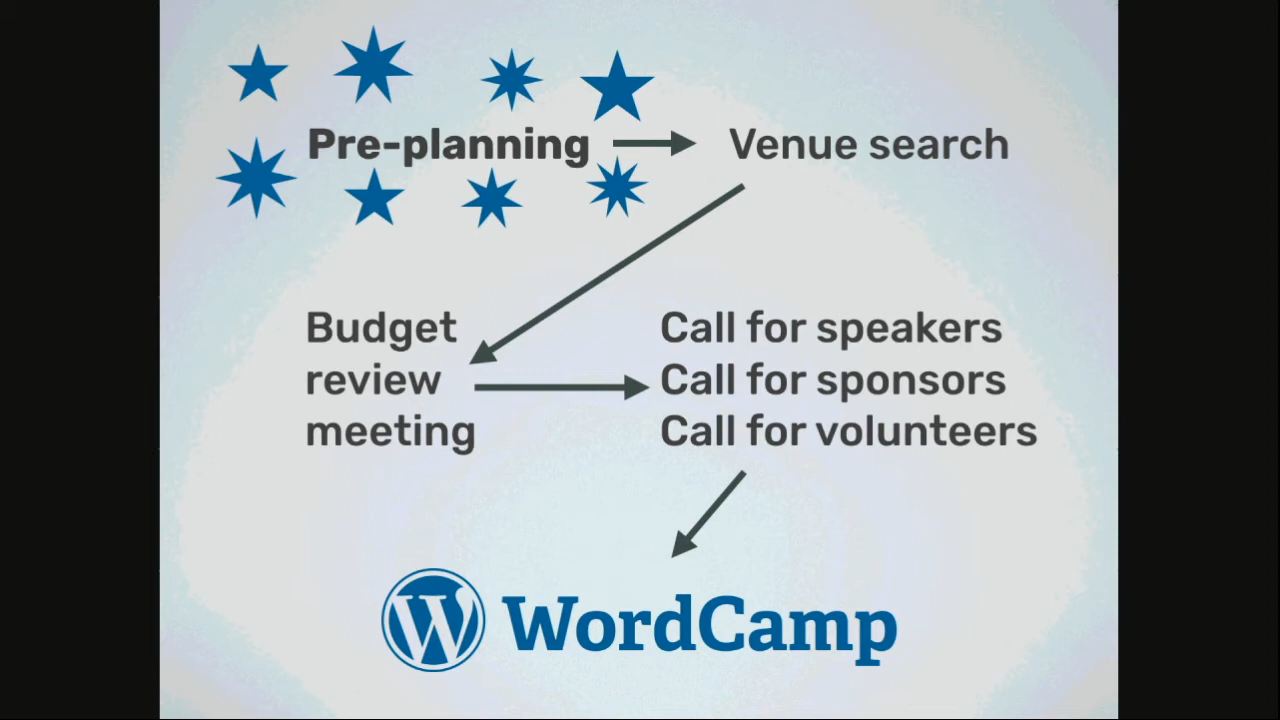 Pre-planning
Venue search
Budget
review
meeting
Call for speakers
Call for sponsors
Call for volunteers
WordCamp